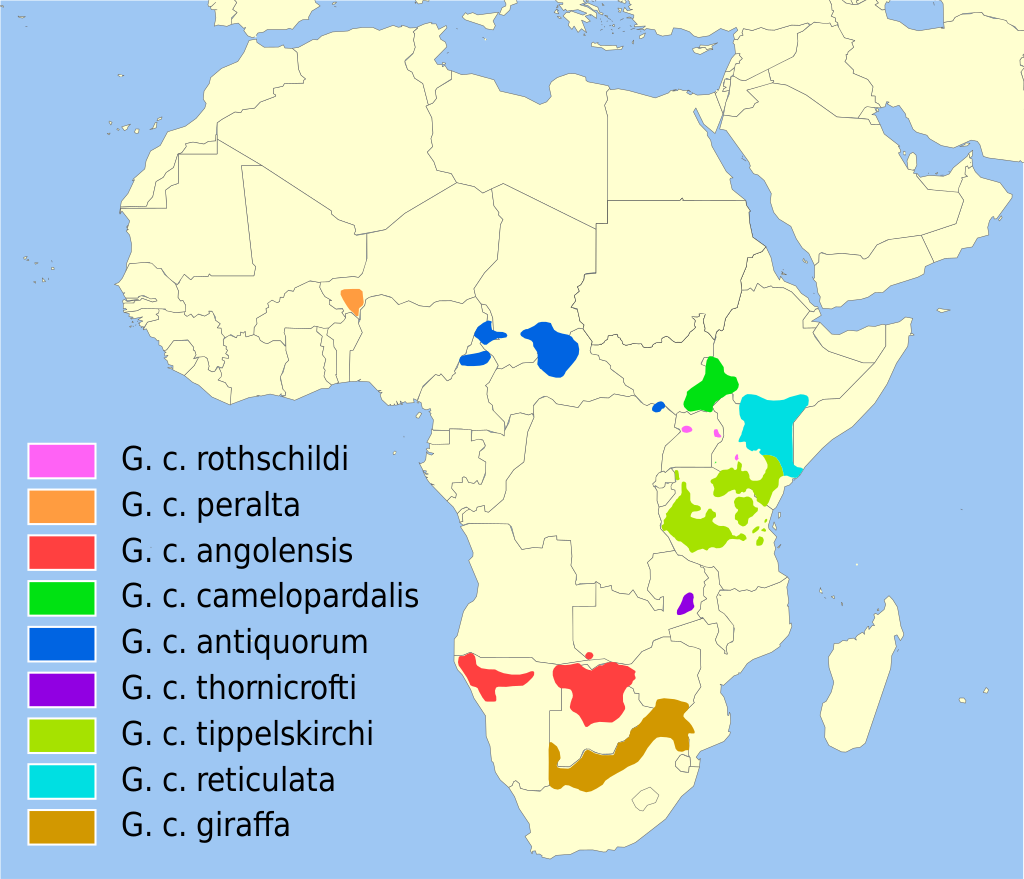 G. c. rothschildi
G. c. peralta
G. c. angolensis
G. c. camelopardalis
G. c. antiquorum
G. c. thornicrofti
G. c. tippelskirchi
G. c. reticulata
G. c. giraffa